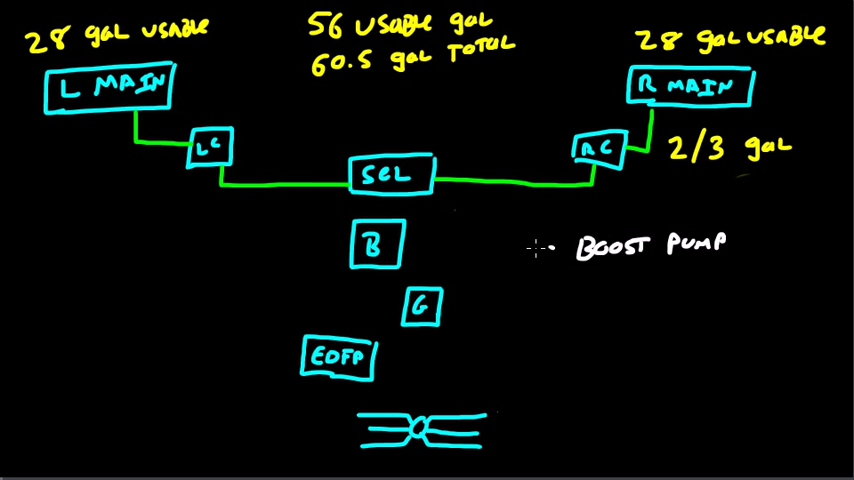 28 gal usable
56 usable gal
60.5 gal TOTAL
28 gal usable
L MAIN
R MAIN
LC
SEL
RC
2/3 gal
B
• BOOST PUMP
G
EDFP